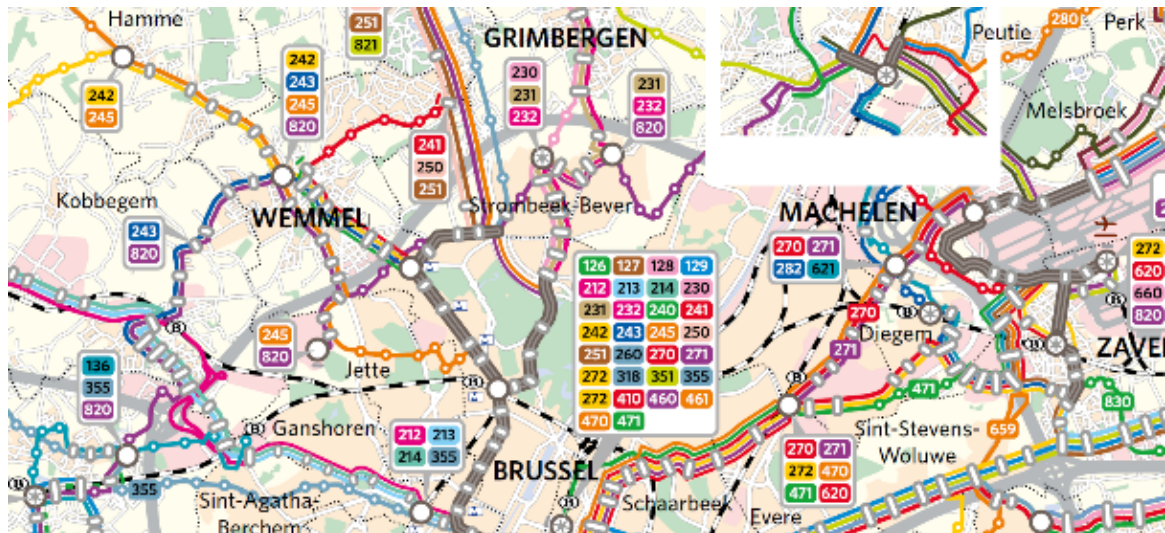 Hamme
242
245
242
243
245
820
251
821
GRIMBERGEN
230
231
232
231
232
820
Peutie
280
Perk
Melsbroek
241
250
251
Kobbegem
243
820
WEMMEL
Strombeek-Bever
MACHELEN
270 271
282 621
126 127 128 129
212 213 214 230
231 232 240 241
242 243 245 250
251 260 270 271
272 318 351 355
272 410 460 461
470 471
272
620
660
820
270
Diegem
271
ZAVE
245
820
Jette
136
355
820
B
Ganshoren
212 213
214 355
471
830
659
Sint-Stevens-
Woluwe
BRUSSEL
270 271
272 470
471 620
355
Sint-Agatha-
Berchem
Schaarbeek
Evere